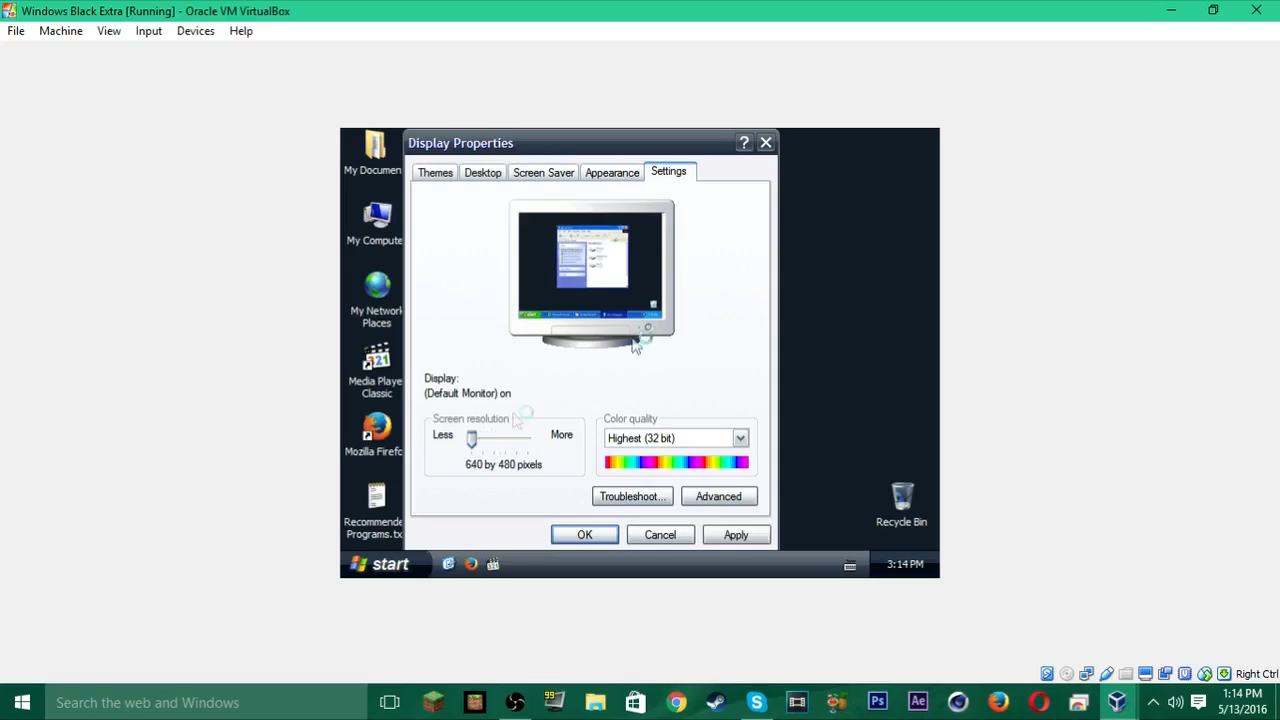 Windows Black Extra [Running] - Oracle VM VirtualBox
File Machine View Input Devices Help
My Documen
My Compute
My Network
Places
Media Playe
Classic
Mozilla Firefo
Recommende
Programs.tx
Display Properties
Themes Desktop Screen Saver Appearance Settings
Display:
(Default Monitor) on
Screen resolution
Less More
640 by 480 pixels
Color quality
Highest (32 bit)
Troubleshoot... Advanced
OK Cancel Apply
Recycle Bin
start
3:14 PM
Right Ctrl
Search the web and Windows
99
Ps
Ae
1:14 PM
5/13/2016